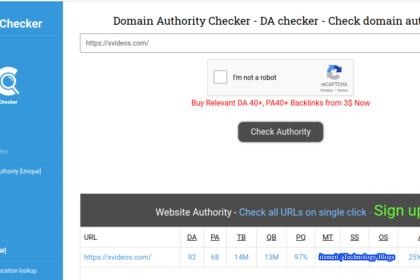 Domain Authority Checker - DA checker - Check domain aut
Checker
https://xvideos.com/
I'm not a robot
reCAPTCHA
Privacy - Terms
Buy Relevant DA 40+, PA40+ Backlinks from 3$ Now
Checker
Check Authority
ker
uthority [Unique]
Website Authority - Check all URLs on single click - Sign up
URL DA PA TB QB PQ MT SS OS A
W]
https://xvideos.com/ 92 68 14M 13M 97% itsmeit Technology Blogs 25Y
ocation lookup